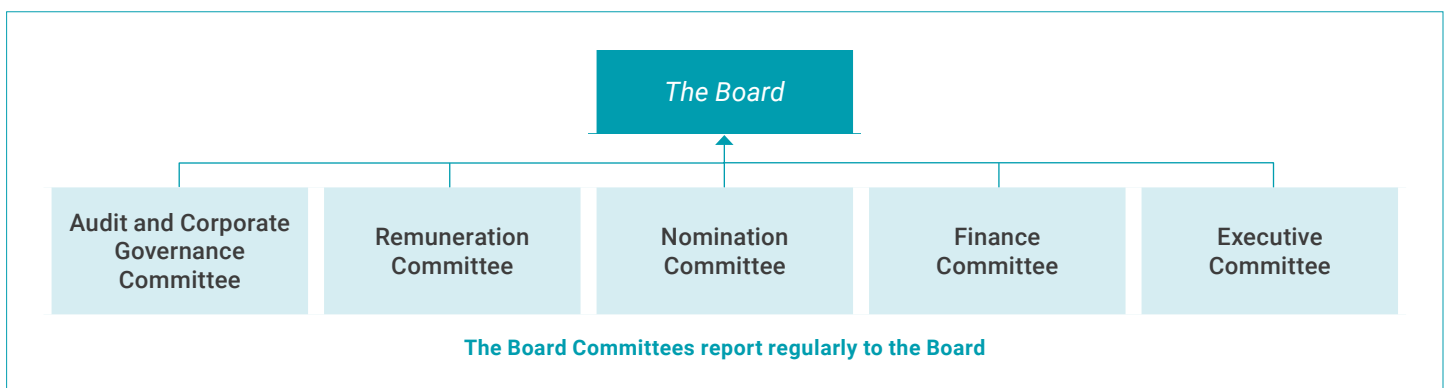 The Board
Audit and Corporate
Governance
Committee
Remuneration
Committee
Nomination
Committee
Finance
Committee
Executive
Committee
The Board Committees report regularly to the Board